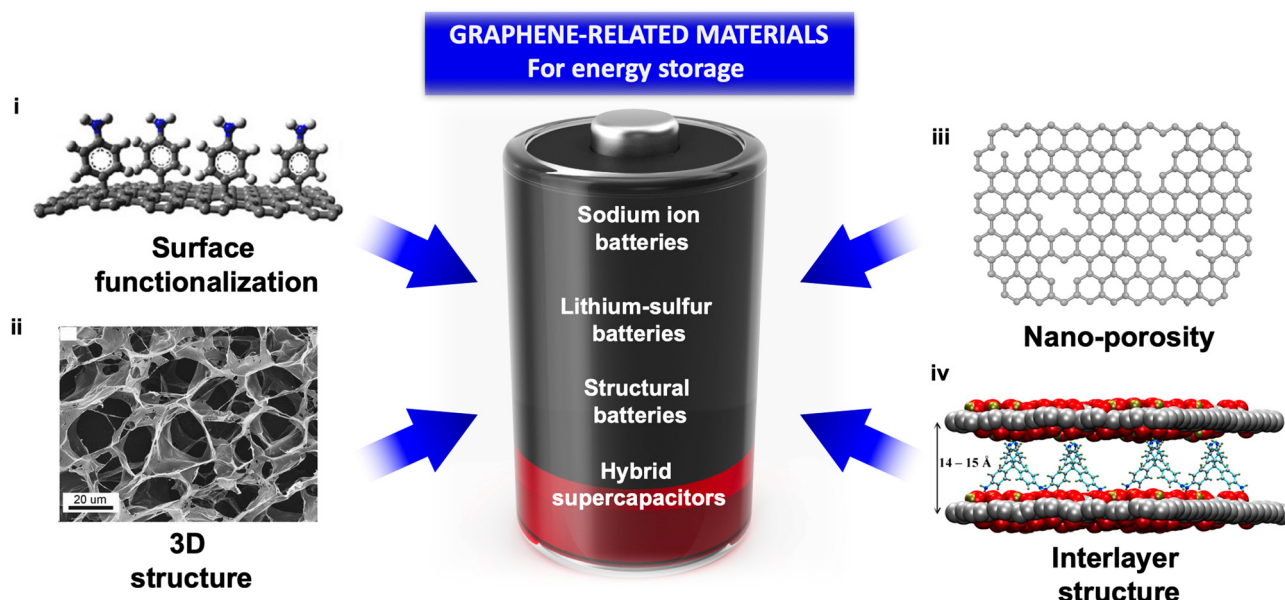 GRAPHENE-RELATED MATERIALS
For energy storage
i
Surface
functionalization
ii
20 um
3D
structure
Sodium ion
batteries
Lithium-sulfur
batteries
Structural
batteries
Hybrid
supercapacitors
iii
Nano-porosity
iv
14 – 15 Å
Interlayer
structure